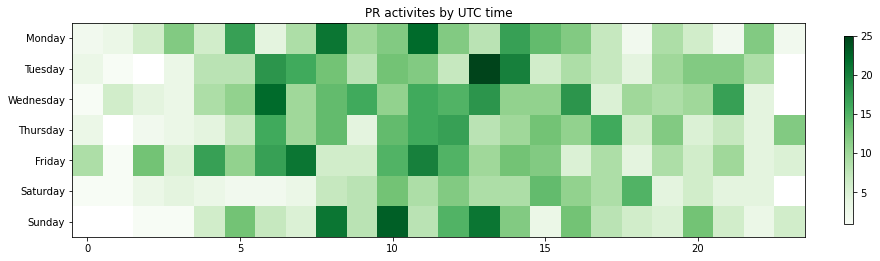 PR activites by UTC time
Monday
Tuesday
Wednesday
Thursday
Friday
Saturday
Sunday
0 5 10 15 20
25
20
15
10
5